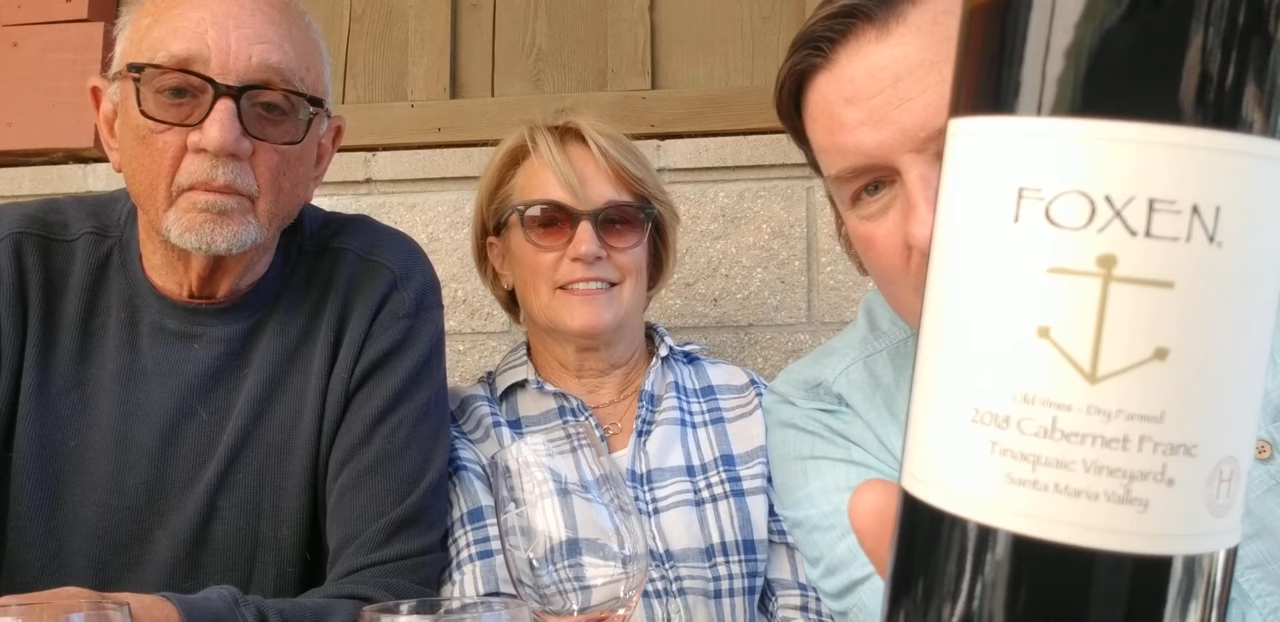 FOXEN
Old Vines - Dry Farmed
2018 Cabernet Franc
Tinaquaic Vineyard®
Santa Maria Valley
H